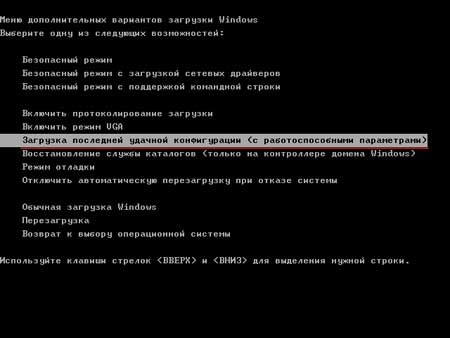 Меню дополнительных вариантов загрузки Windows
Выберите одну из следующих возможностей:
Безопасный режим
Безопасный режим с загрузкой сетевых драйверов
Безопасный режим с поддержкой командной строки
Включить протоколирование загрузки
Включить режим VGA
Загрузка последней удачной конфигурации (с работоспособными параметрами)
Восстановление службы каталогов (только на контроллере домена Windows)
Режим отладки
Отключить автоматическую перезагрузку при отказе системы
Обычная загрузка Windows
Перезагрузка
Возврат к выбору операционной системы
Используйте клавиши стрелок <ВВЕРХ> и <ВНИЗ> для выделения нужной строки.